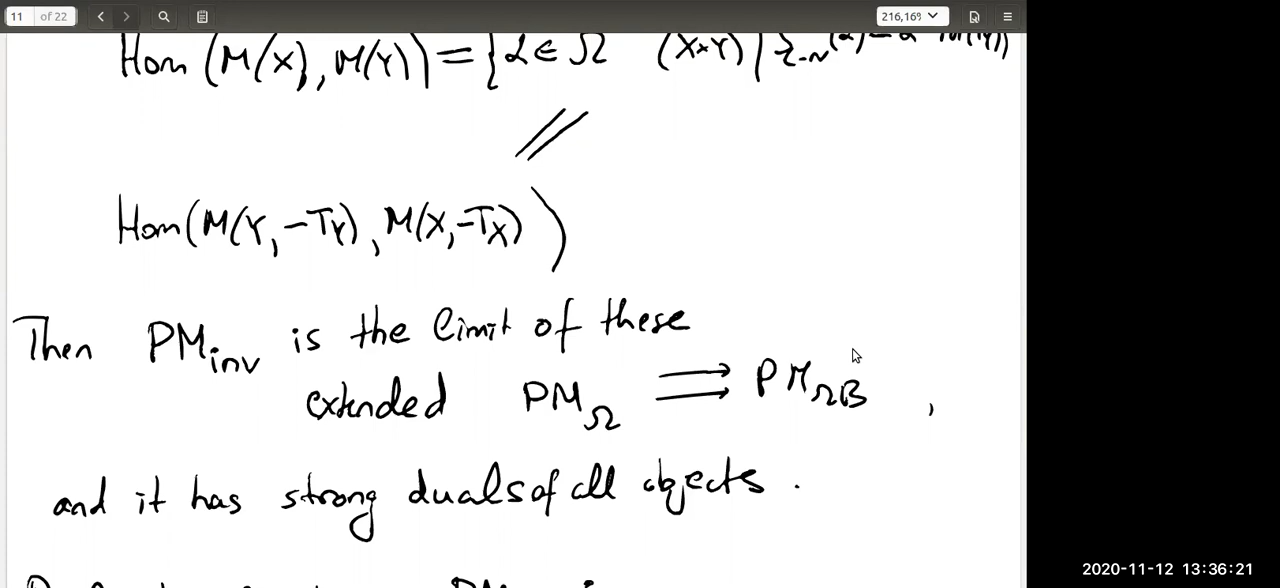 11 of 22
216,16%
Hom (M(X), M(Y)) = {α ∈ Ω (X×Y) |
//
Hom(M(Y, -T_Y), M(X, -T_X))
Then PM_inv is the limit of these
extended PM_Ω ⇉ PM_ΩB ,
and it has strong duals of all objects .
2020-11-12 13:36:21